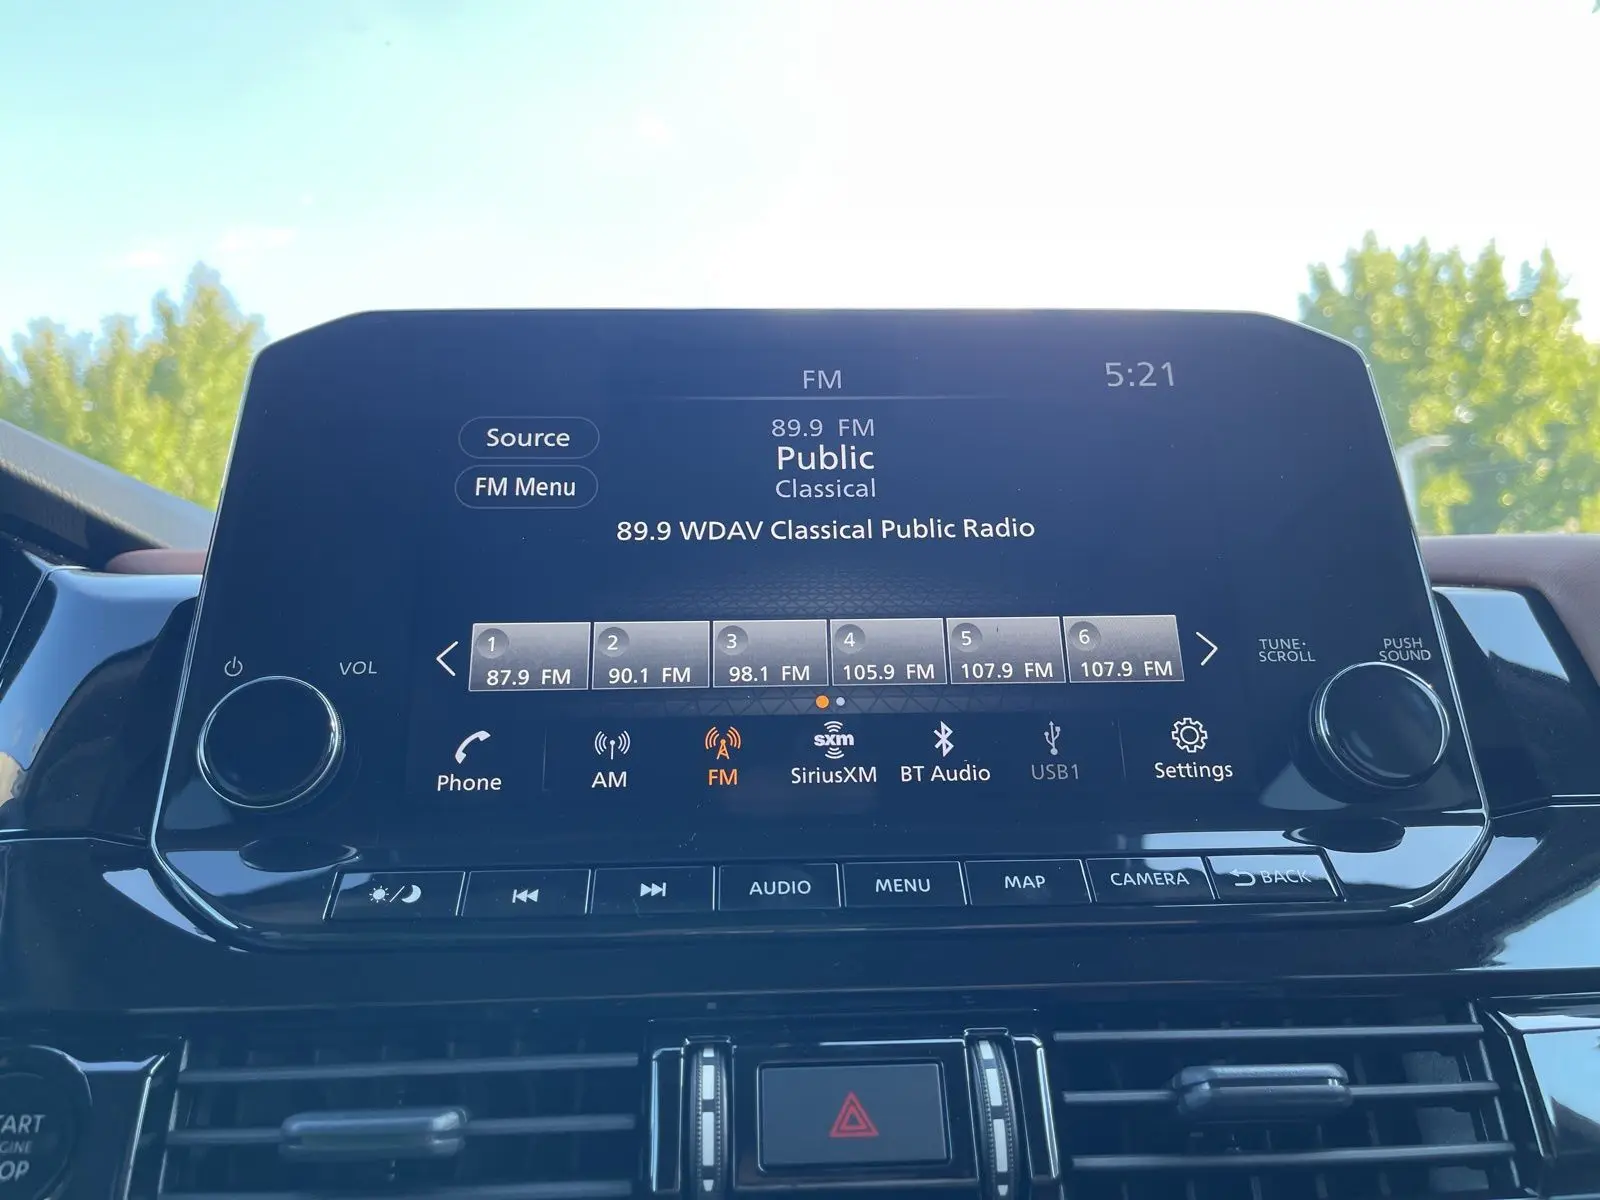 FM
5:21
Source
89.9 FM
Public
Classical
FM Menu
89.9 WDAV Classical Public Radio
1
87.9 FM
2
90.1 FM
3
98.1 FM
4
105.9 FM
5
107.9 FM
6
107.9 FM
VOL
TUNE·
SCROLL
PUSH
SOUND
Phone
AM
FM
sxm
SiriusXM
BT Audio
USB1
Settings
AUDIO
MENU
MAP
CAMERA
BACK